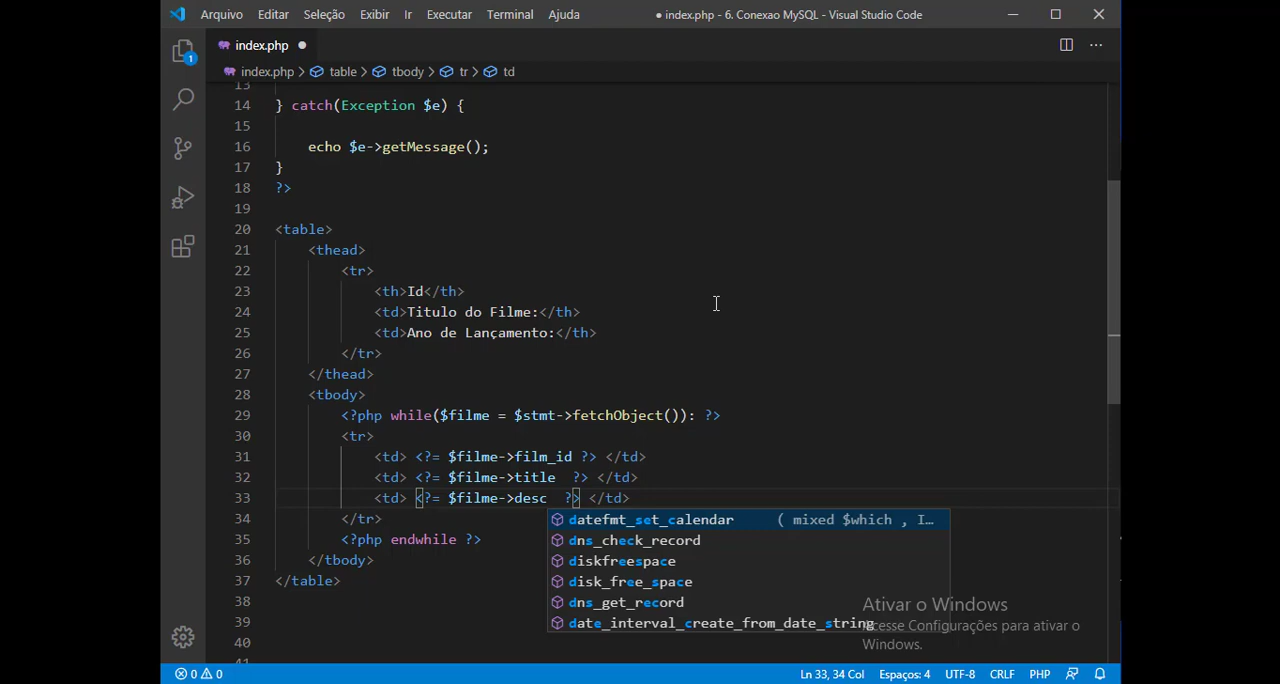 Arquivo Editar Seleção Exibir Ir Executar Terminal Ajuda ● index.php - 6. Conexao MySQL - Visual Studio Code
index.php ●
index.php > table > tbody > tr > td
1
13
14 } catch(Exception $e) {
15
16 echo $e->getMessage();
17 }
18 ?>
19
20 <table>
21 <thead>
22 <tr>
23 <th>Id</th>
24 <td>Titulo do Filme:</th>
25 <td>Ano de Lançamento:</th>
26 </tr>
27 </thead>
28 <tbody>
29 <?php while($filme = $stmt->fetchObject()): ?>
30 <tr>
31 <td> <?= $filme->film_id ?> </td>
32 <td> <?= $filme->title  ?> </td>
33 <td> <?= $filme->desc  ?> </td>
34 </tr>
35 <?php endwhile ?>
36 </tbody>
37 </table>
38
39
40
41
datefmt_set_calendar ( mixed $which , I…
dns_check_record
diskfreespace
disk_free_space
dns_get_record
date_interval_create_from_date_string
Ativar o Windows
Acesse Configurações para ativar o
Windows.
0 0 Ln 33, 34 Col Espaços: 4 UTF-8 CRLF PHP